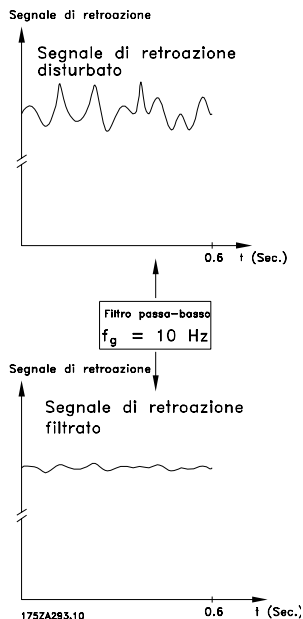 Segnale di retroazione
Segnale di retroazione
disturbato
0.6 t (Sec.)
Filtro passa-basso
fg = 10 Hz
Segnale di retroazione
Segnale di retroazione
filtrato
0.6 t (Sec.)
175ZA293.10